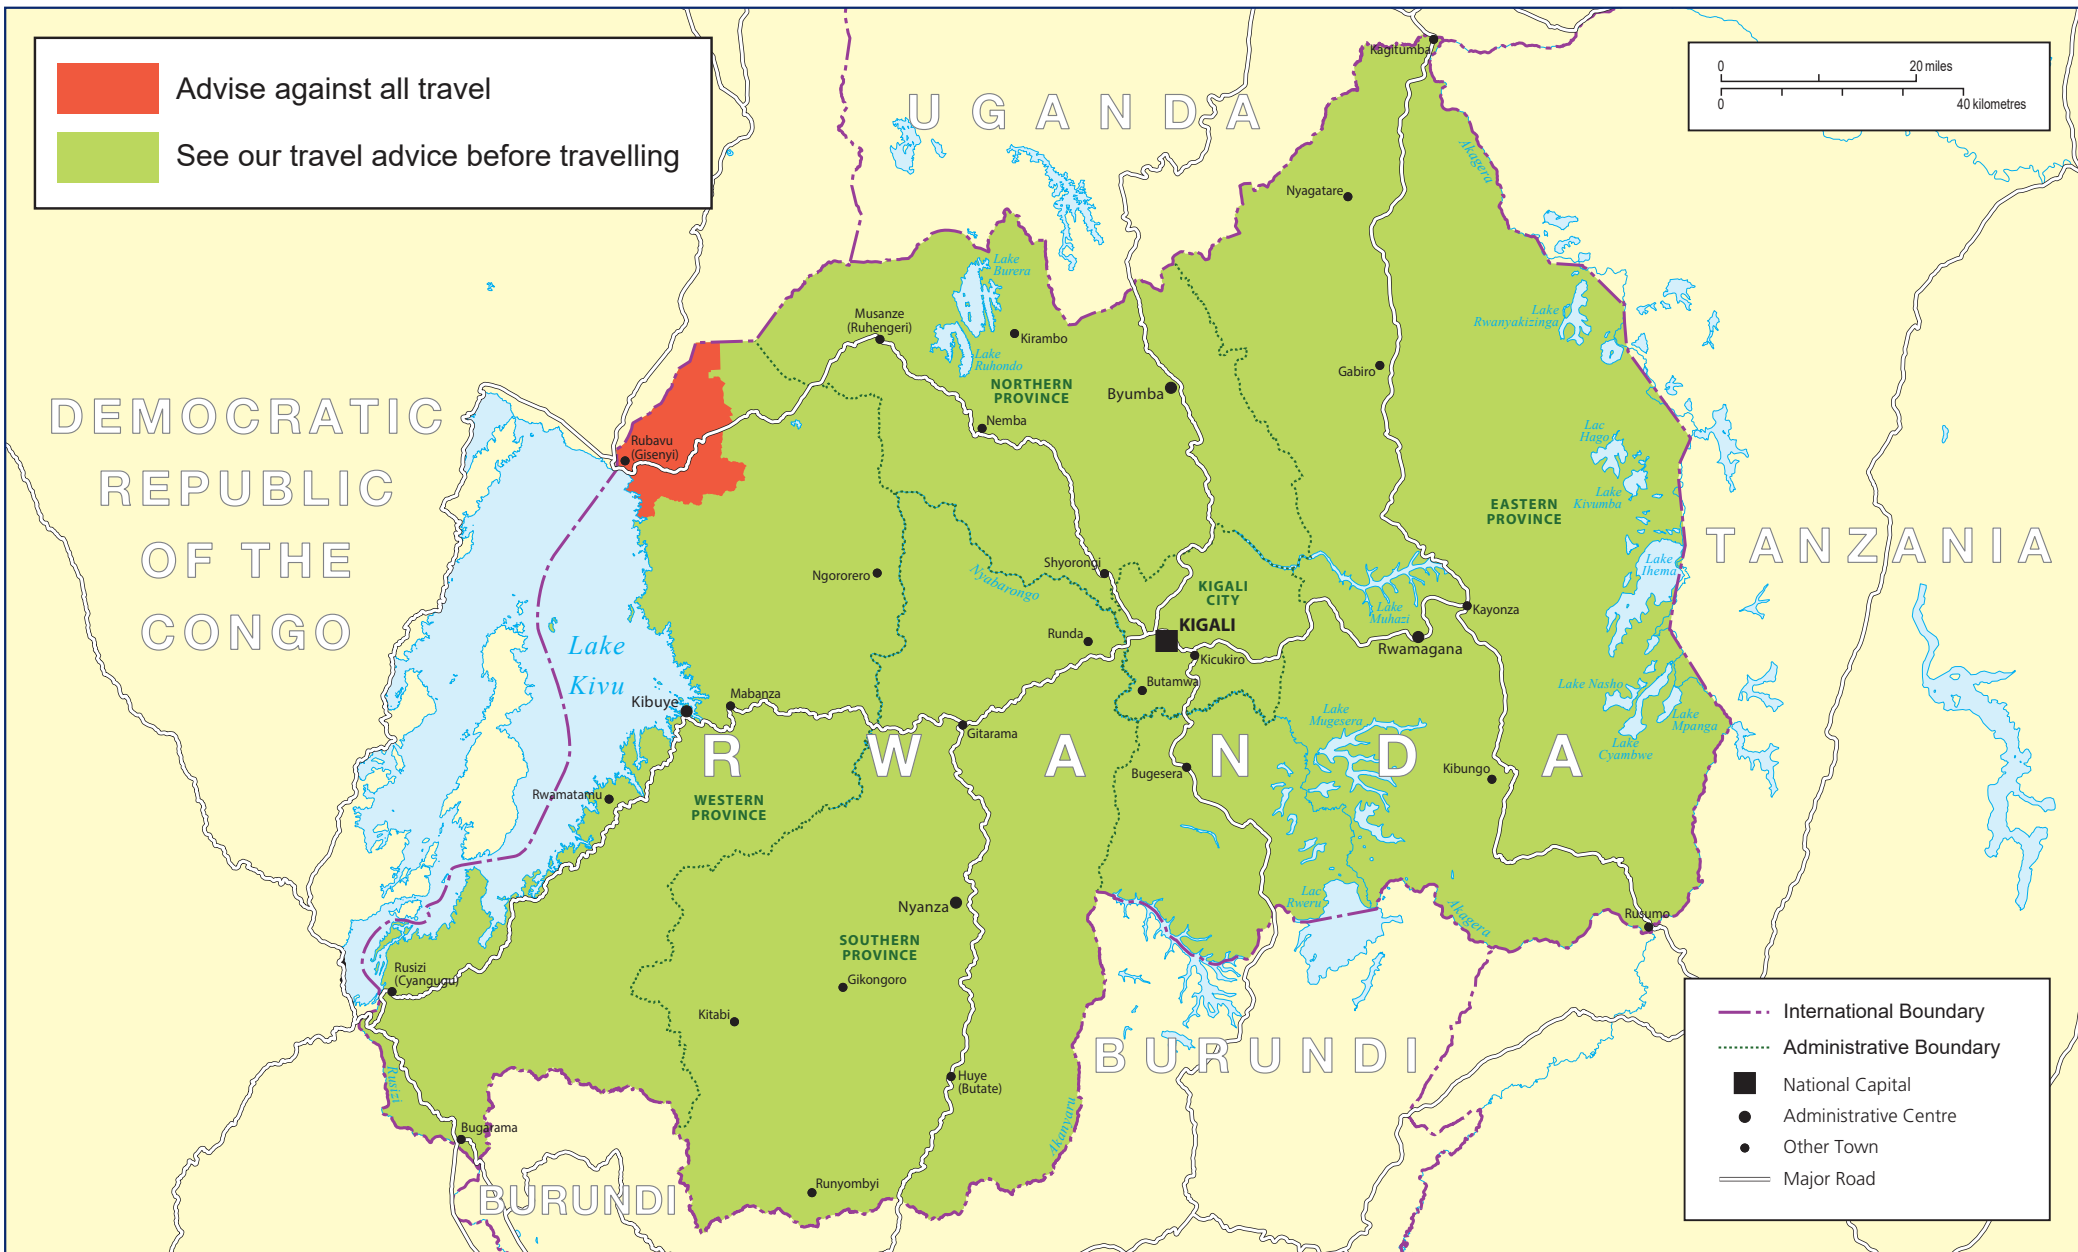 Advise against all travel
See our travel advice before travelling
0 20 miles
0 40 kilometres
UGANDA
Kagitumba
Akagera
Nyagatare
Lake
Burera
Lake
Rwanyakizinga
Musanze
(Ruhengeri)
Kirambo
Lake
Ruhondo
NORTHERN
PROVINCE
Byumba
Gabiro
DEMOCRATIC
REPUBLIC
OF THE
CONGO
Rubavu
(Gisenyi)
Nemba
Lac
Hago
Lake
Kivumba
EASTERN
PROVINCE
TANZANIA
Lake
Ihema
Ngororero
Nyabarongo
Shyorongi
KIGALI
CITY
KIGALI
Lake
Muhazi
Kayonza
Runda
Kicukiro
Rwamagana
Lake
Kivu
Butamwa
Lake Nasho
Lake
Mpanga
Lake
Cyambwe
Kibuye
Mabanza
Gitarama
Lake
Mugesera
RWANDA
Bugesera
Kibungo
Rwamatamu
WESTERN
PROVINCE
Nyanza
Lac
Rweru
Akagera
Rusumo
SOUTHERN
PROVINCE
Rusizi
(Cyangugu)
Gikongoro
Kitabi
BURUNDI
Rusizi
Huye
(Butate)
Akanyaru
Bugarama
BURUNDI
Runyombyi
International Boundary
Administrative Boundary
National Capital
Administrative Centre
Other Town
Major Road